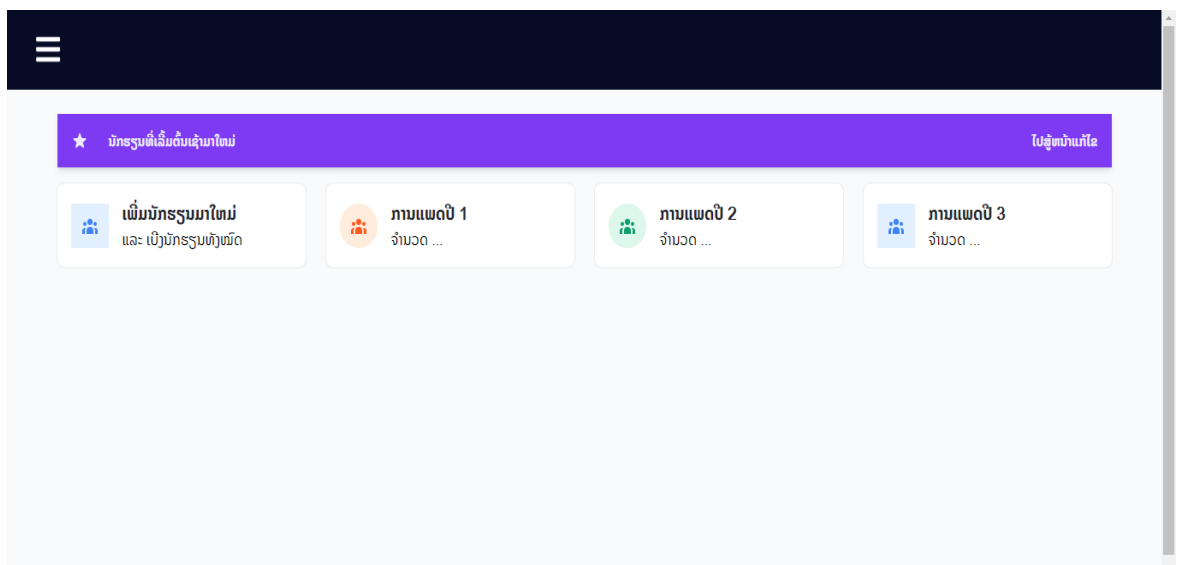 ນັກຮຽນທີ່ເລີ້ມຕົ້ນເຂົ້າມາໃຫມ່
ໄປສູ້ຫນ້າແກ້ໄຂ
ເພີ່ມນັກຮຽນມາໃຫມ່
ແລະ ເບີ່ງນັກຮຽນທັງໝົດ
ການແພດປີ 1
ຈຳນວດ ...
ການແພດປີ 2
ຈຳນວດ ...
ການແພດປີ 3
ຈຳນວດ ...